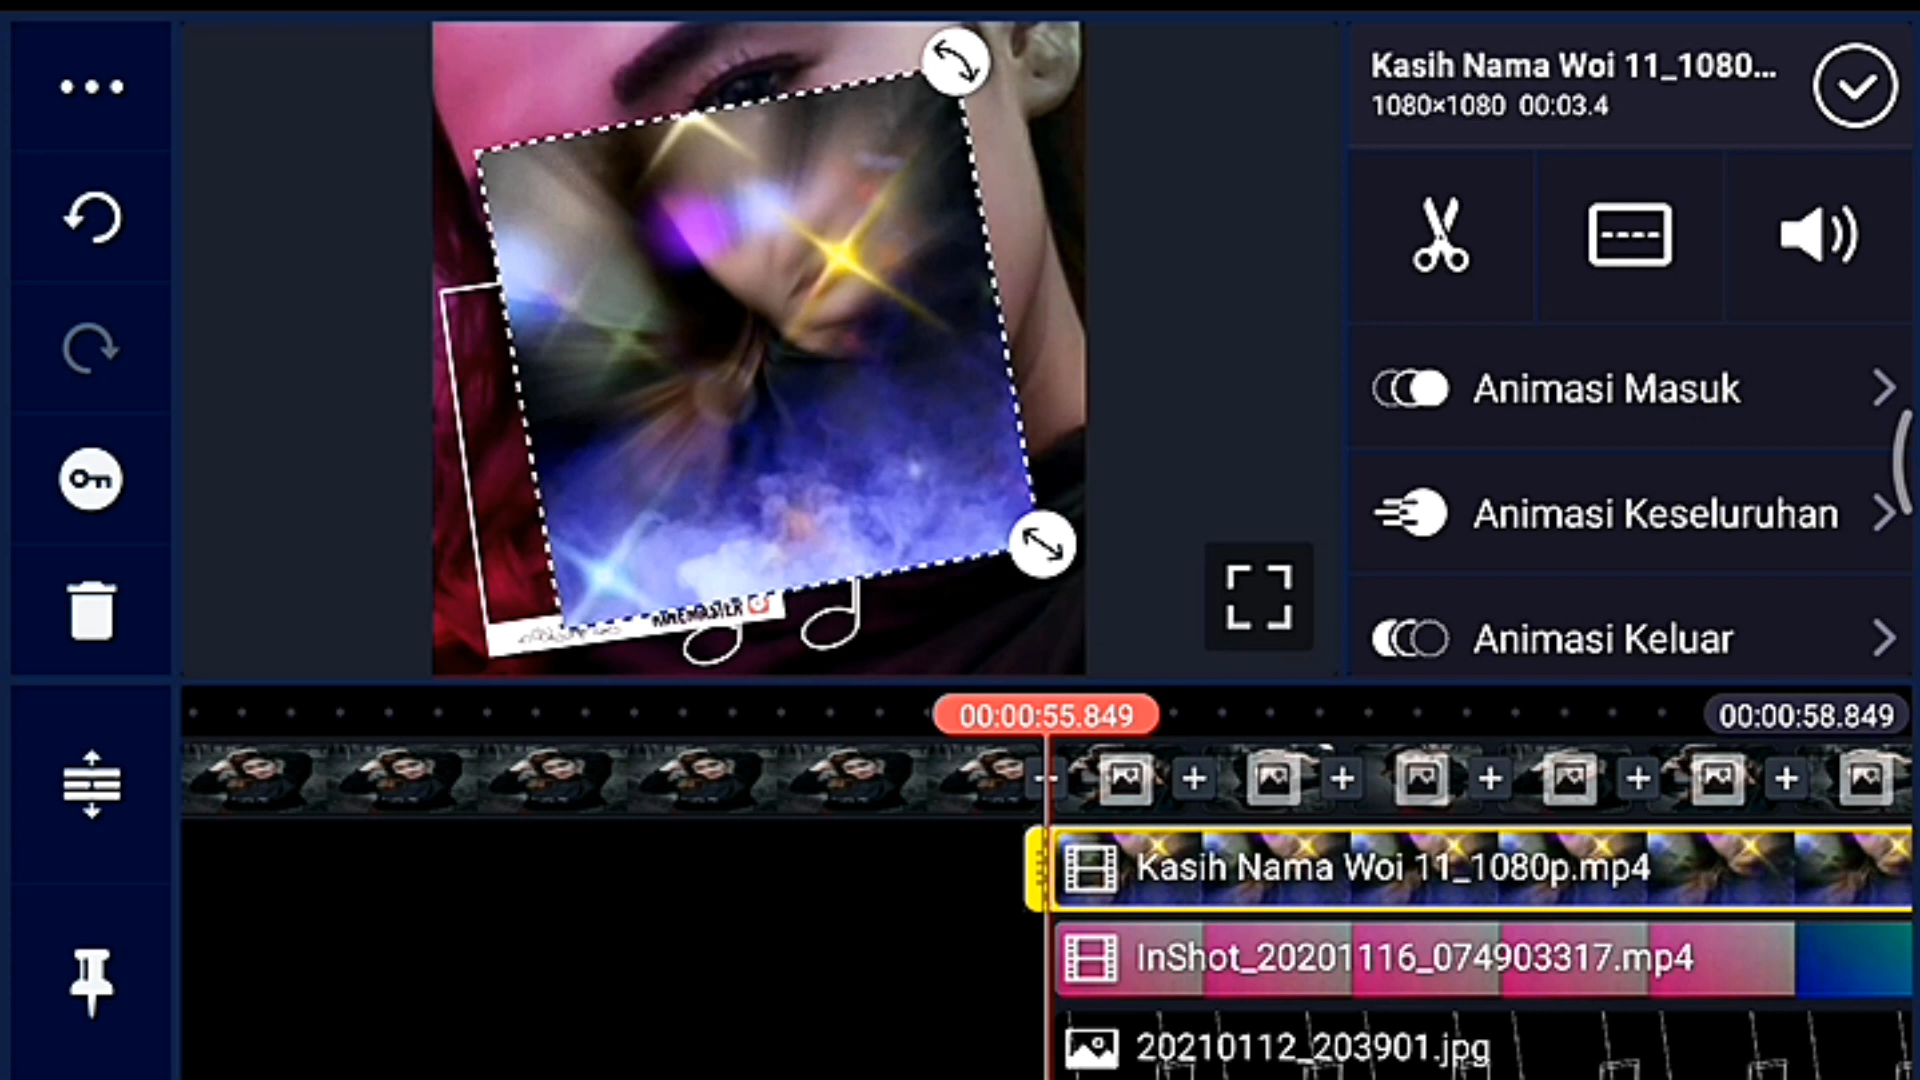 Kasih Nama Woi 11_1080...
1080×1080 00:03.4
Animasi Masuk
Animasi Keseluruhan
Animasi Keluar
KINEMASTER
00:00:55.849
00:00:58.849
Kasih Nama Woi 11_1080p.mp4
InShot_20201116_074903317.mp4
20210112_203901.jpg